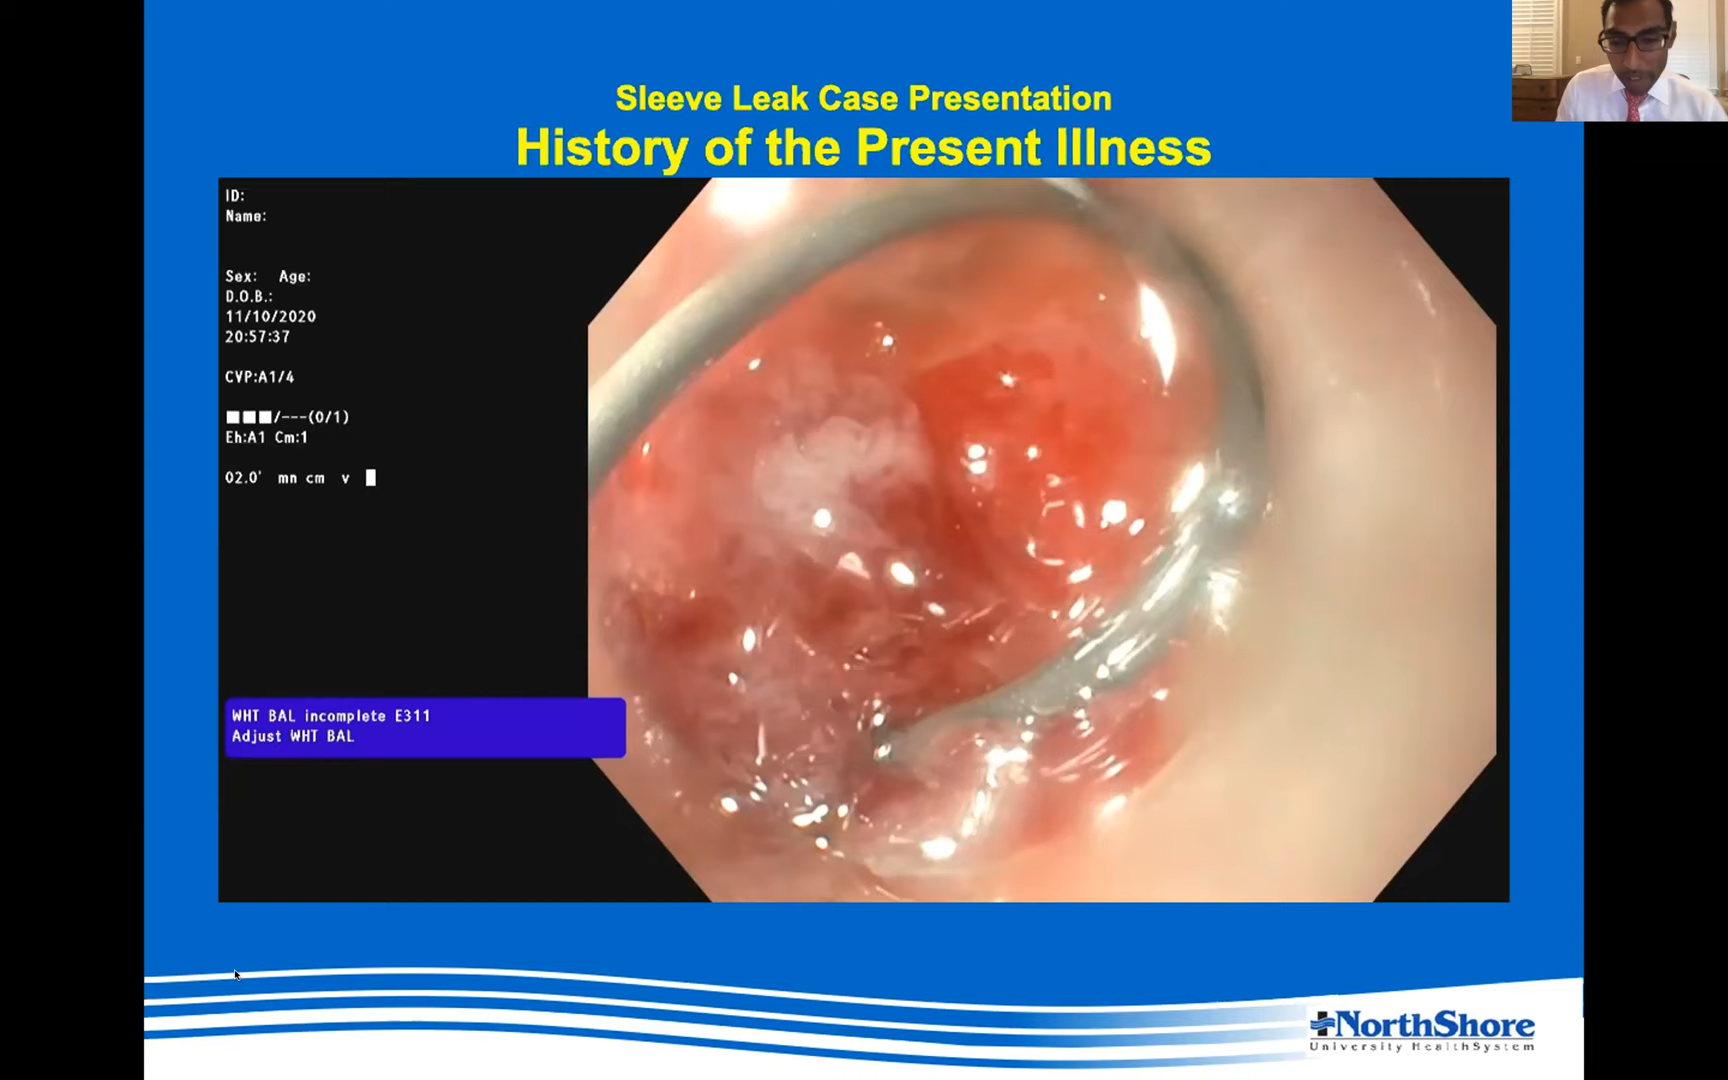 Sleeve Leak Case Presentation
History of the Present Illness
ID:
Name:
Sex: Age:
D.O.B.:
11/10/2020
20:57:37
CVP:A1/4
■■■/---(0/1)
Eh:A1 Cm:1
02.0' mn cm v
WHT BAL incomplete E311
Adjust WHT BAL
NorthShore
University HealthSystem